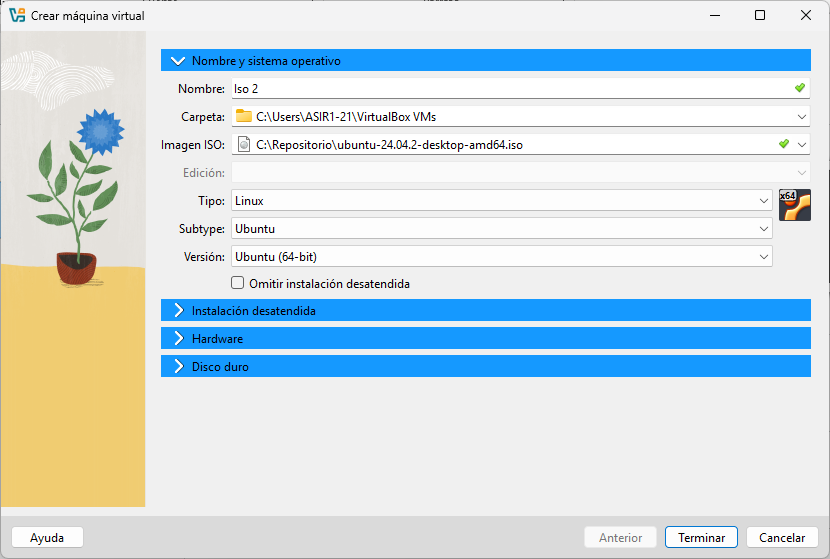 Crear máquina virtual
Nombre y sistema operativo
Nombre: Iso 2
Carpeta: C:\Users\ASIR1-21\VirtualBox VMs
Imagen ISO: C:\Repositorio\ubuntu-24.04.2-desktop-amd64.iso
Edición:
Tipo: Linux
x64
Subtype: Ubuntu
Versión: Ubuntu (64-bit)
Omitir instalación desatendida
Instalación desatendida
Hardware
Disco duro
Ayuda Anterior Terminar Cancelar